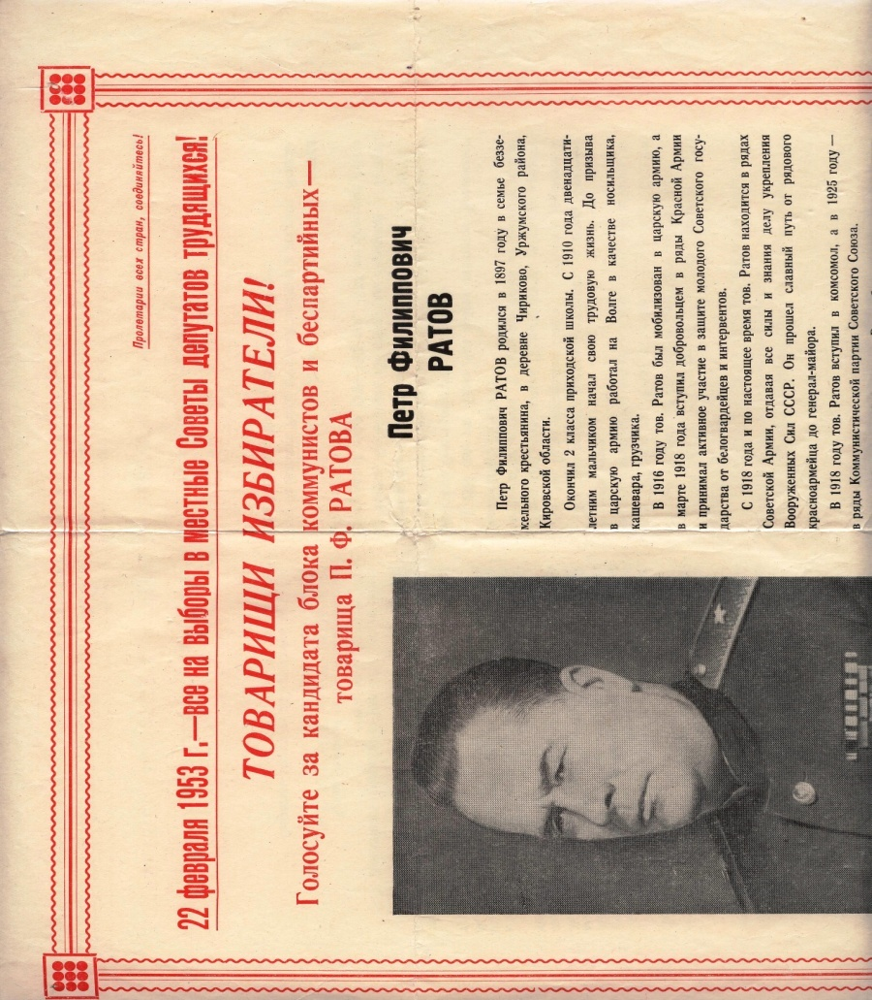 Пролетарии всех стран, соединяйтесь!
22 февраля 1953 г.—все на выборы в местные Советы депутатов трудящихся!
ТОВАРИЩИ ИЗБИРАТЕЛИ!
Голосуйте за кандидата блока коммунистов и беспартийных—
товарища П. Ф. РАТОВА
Петр Филиппович
РАТОВ
Петр Филиппович РАТОВ родился в 1897 году в семье беззе-
мельного крестьянина, в деревне Чириково, Уржумского района,
Кировской области.
Окончил 2 класса приходской школы. С 1910 года двенадцати-
летним мальчиком начал свою трудовую жизнь. До призыва
в царскую армию работал на Волге в качестве носильщика,
кашевара, грузчика.
В 1916 году тов. Ратов был мобилизован в царскую армию, а
в марте 1918 года вступил добровольцем в ряды Красной Армии
и принимал активное участие в защите молодого Советского госу-
дарства от белогвардейцев и интервентов.
С 1918 года и по настоящее время тов. Ратов находится в рядах
Советской Армии, отдавая все силы и знания делу укрепления
Вооруженных Сил СССР. Он прошел славный путь от рядового
красноармейца до генерал-майора.
В 1918 году тов. Ратов вступил в комсомол, а в 1925 году —
в ряды Коммунистической партии Советского Союза.